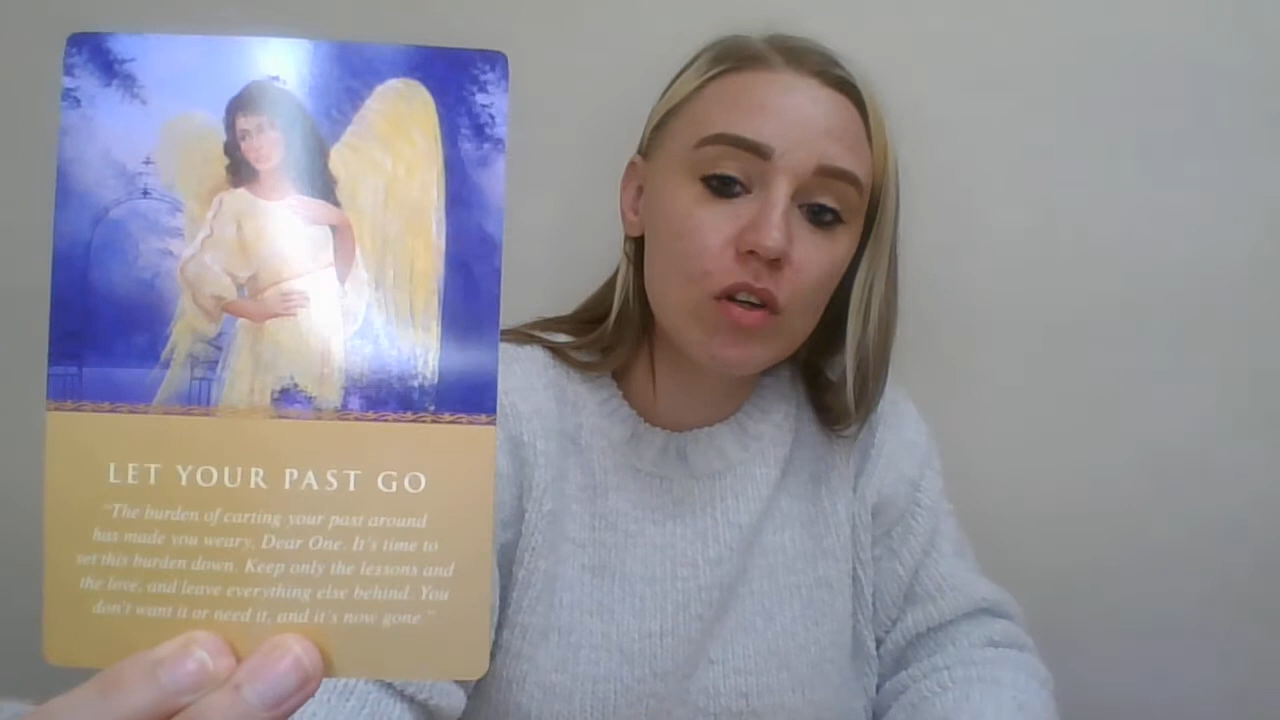 LET YOUR PAST GO
"The burden of carting your past around
has made you weary, Dear One. It's time to
set this burden down. Keep only the lessons and
the love, and leave everything else behind. You
don't want it or need it, and it's now gone."